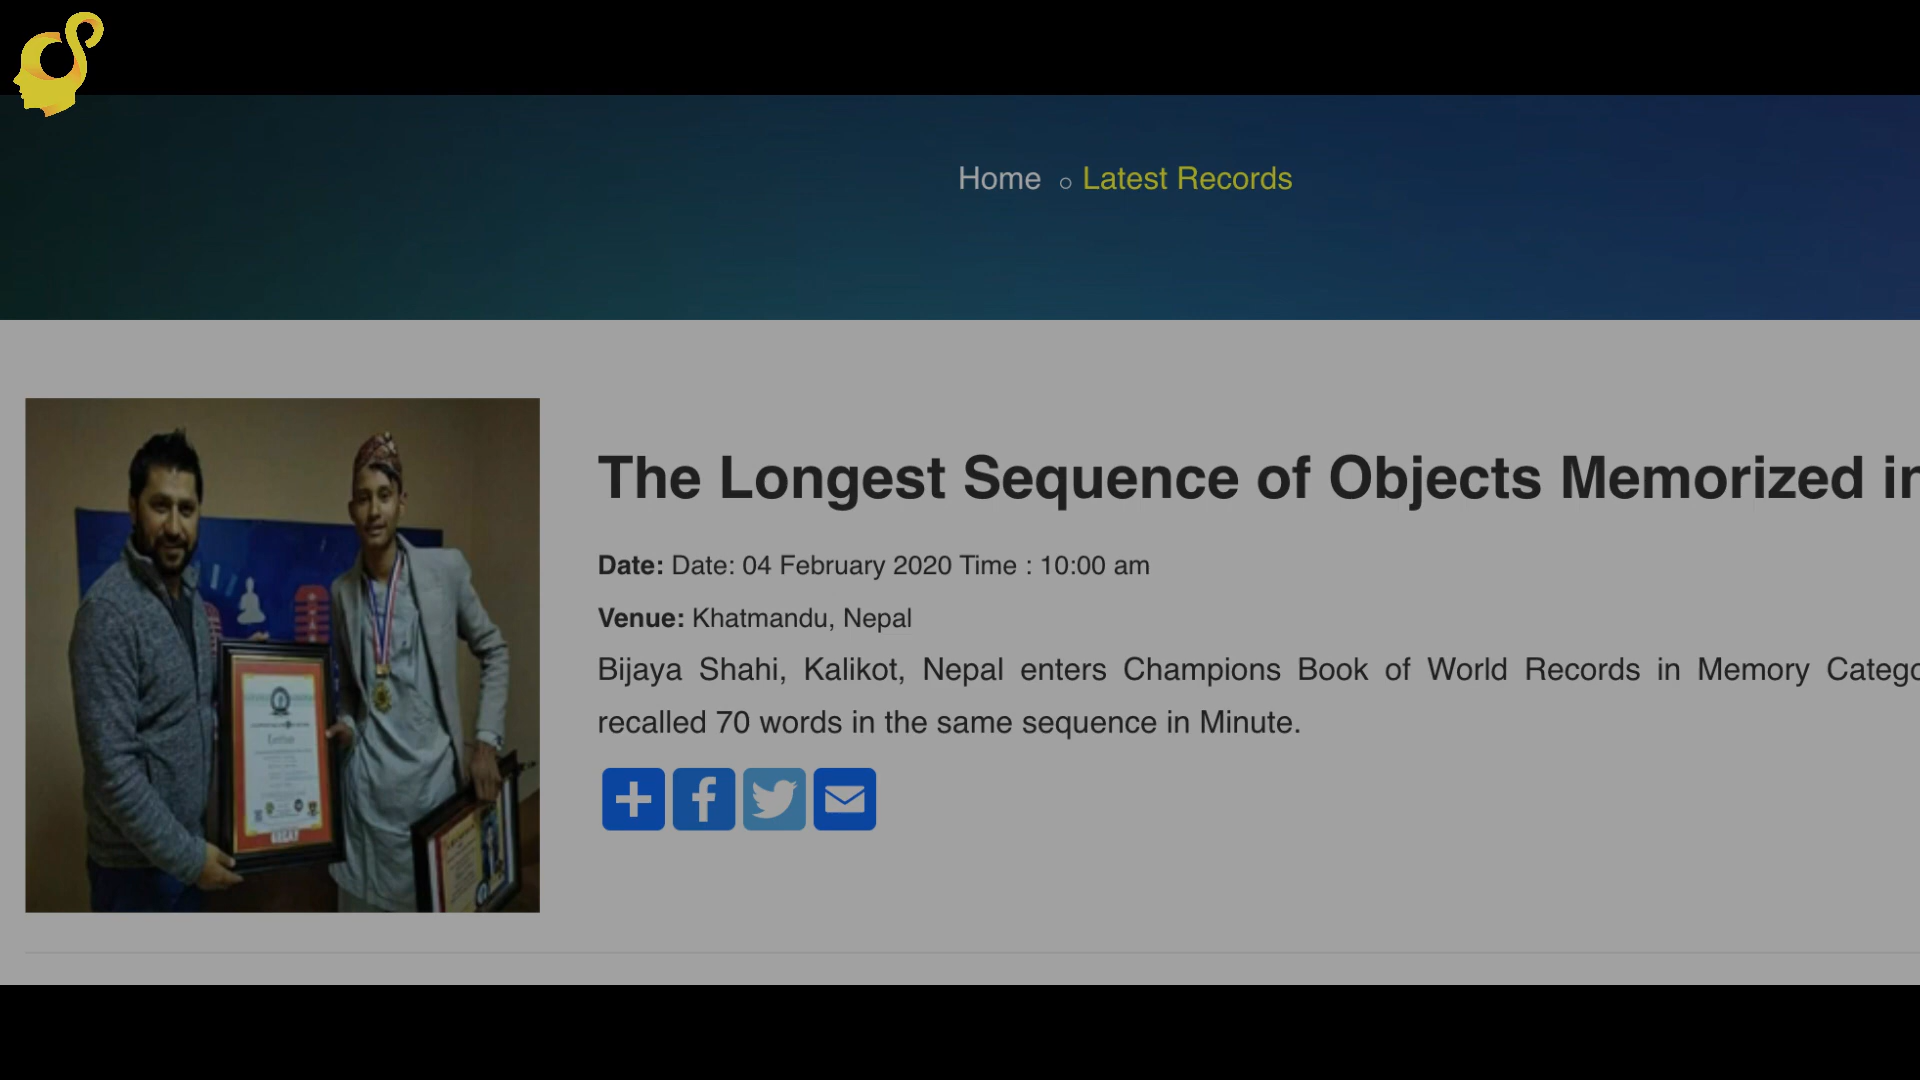 Home ○ Latest Records
The Longest Sequence of Objects Memorized in
Date: Date: 04 February 2020 Time : 10:00 am
Venue: Khatmandu, Nepal
Bijaya Shahi, Kalikot, Nepal enters Champions Book of World Records in Memory Catego
recalled 70 words in the same sequence in Minute.